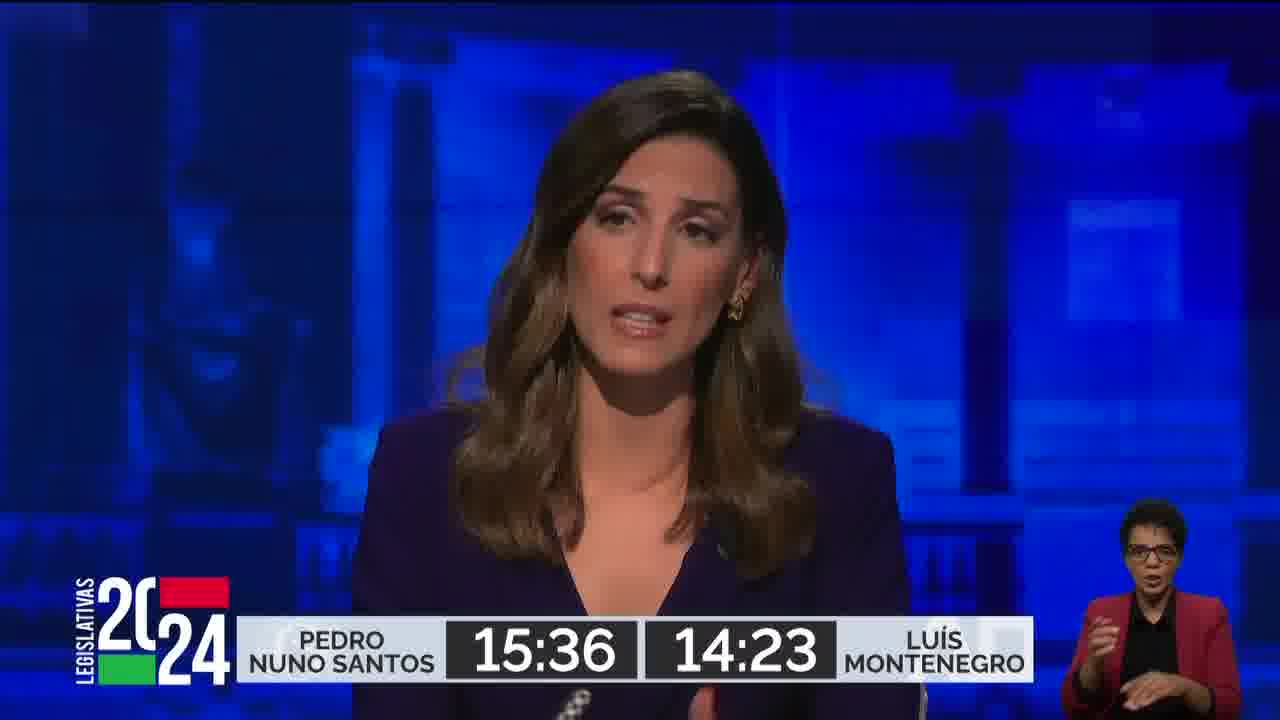 LEGISLATIVAS
2024
PEDRO
NUNO SANTOS
15:36
14:23
LUÍS
MONTENEGRO